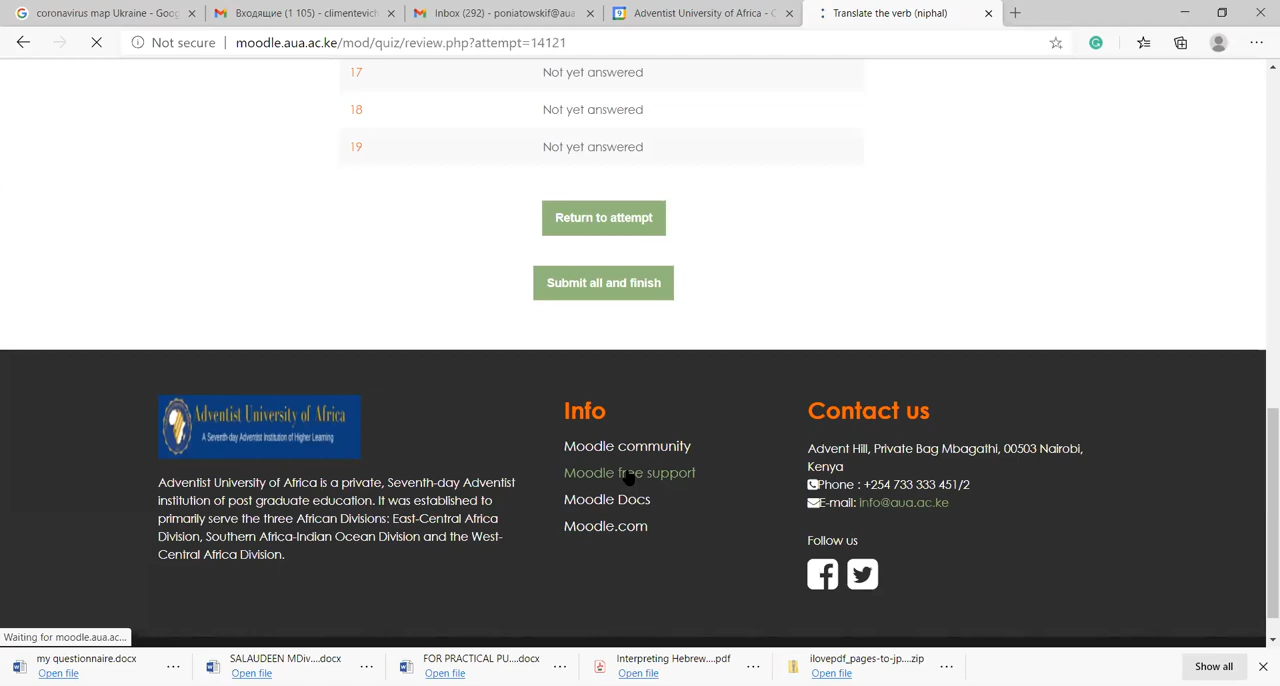 coronavirus map Ukraine - Goog
Входящие (1 105) - climentevich
Inbox (292) - poniatowskif@aua
Adventist University of Africa - C
Translate the verb (niphal)
Not secure
moodle.aua.ac.ke/mod/quiz/review.php?attempt=14121
17 Not yet answered
18 Not yet answered
19 Not yet answered
Return to attempt
Submit all and finish
Adventist University of Africa
A Seventh-day Adventist Institution of Higher Learning
Adventist University of Africa is a private, Seventh-day Adventist
institution of post graduate education. It was established to
primarily serve the three African Divisions: East-Central Africa
Division, Southern Africa-Indian Ocean Division and the West-
Central Africa Division.
Info
Moodle community
Moodle free support
Moodle Docs
Moodle.com
Contact us
Advent Hill, Private Bag Mbagathi, 00503 Nairobi,
Kenya
Phone : +254 733 333 451/2
E-mail: info@aua.ac.ke
Follow us
Waiting for moodle.aua.ac...
my questionnaire.docx
Open file
SALAUDEEN MDiv....docx
Open file
FOR PRACTICAL PU....docx
Open file
Interpreting Hebrew....pdf
Open file
ilovepdf_pages-to-jp....zip
Open file
Show all